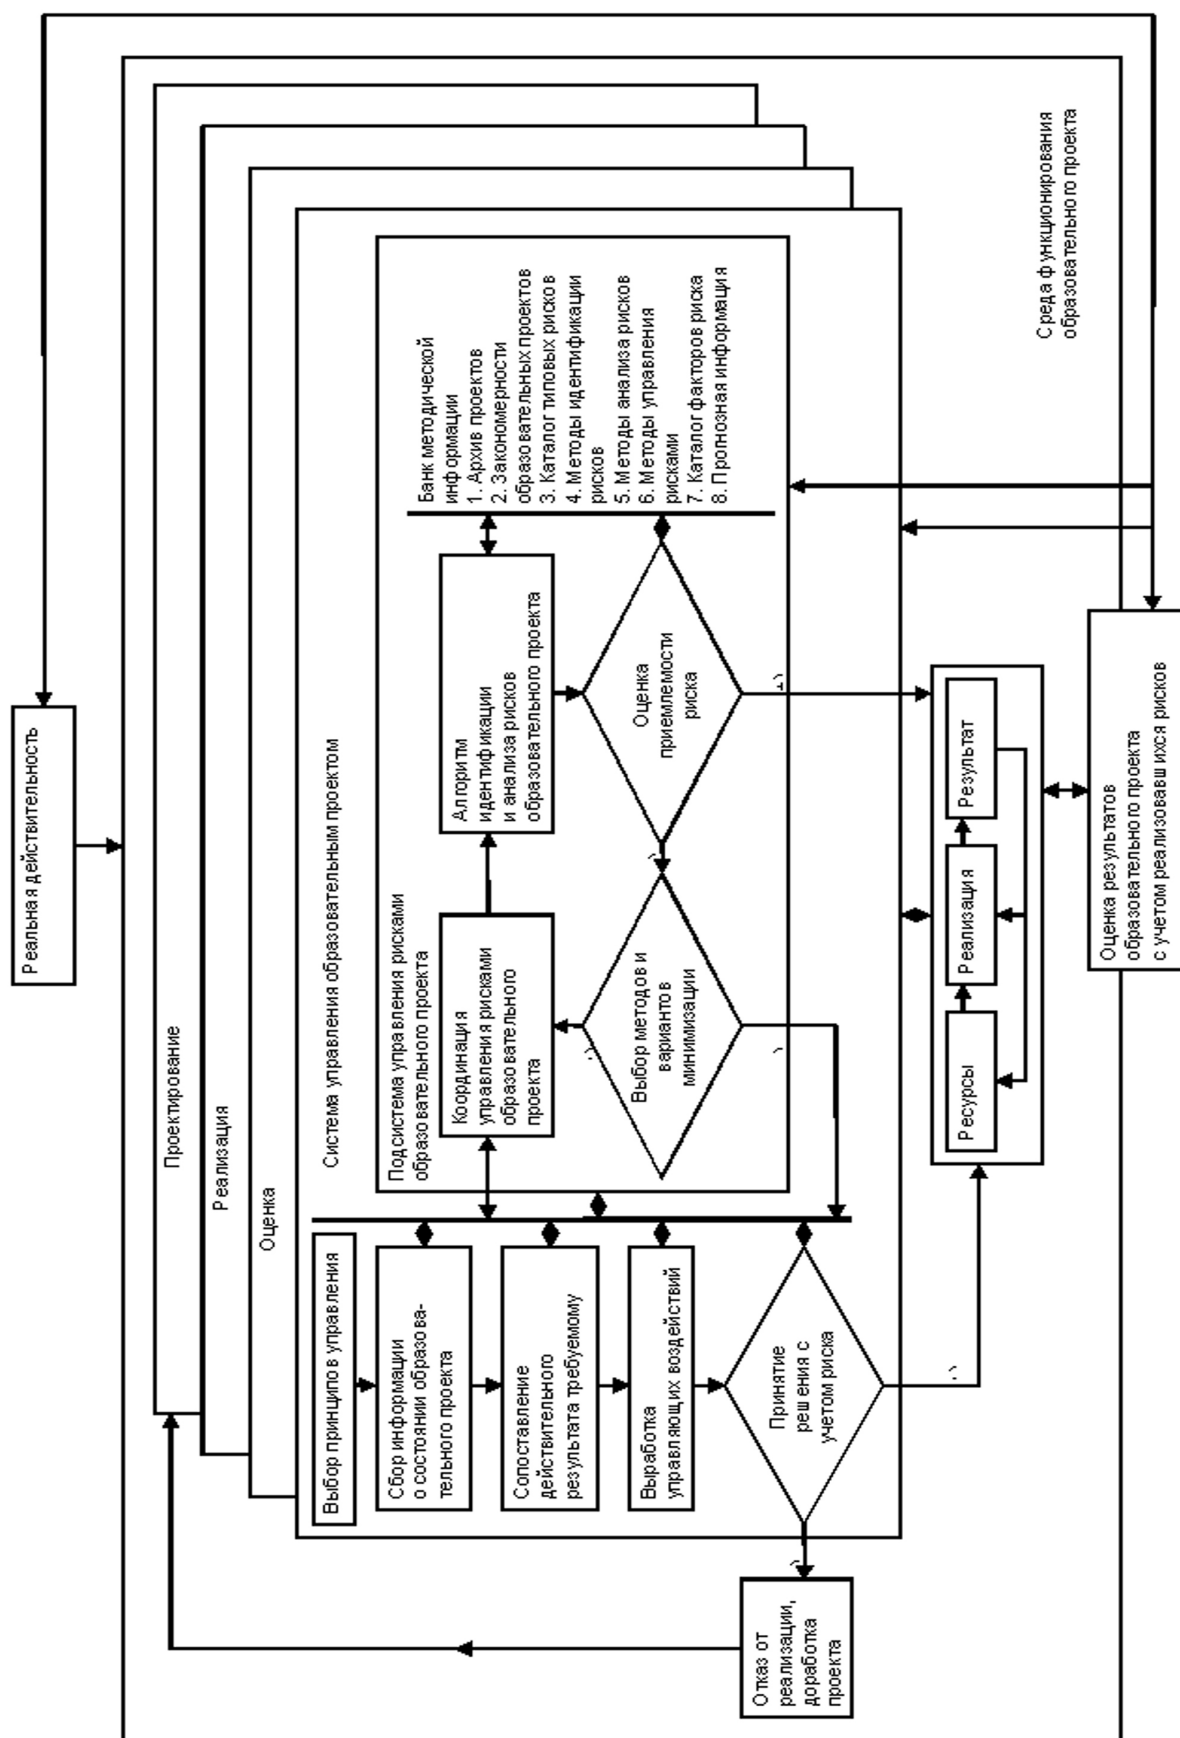 Реальная действительность
Проектирование
Реализация
Оценка
Система управления образовательным проектом
Выбор принципов управления
Сбор информации
о состоянии образова-
тельного проекта
Сопоставление
действительного
результата требуемому
Выработка
управляющих воздействий
Принятие
решения с
учетом риска
Отказ от
реализации,
доработка
проекта
Подсистема управления рисками
образовательного проекта
Координация
управления рисками
образовательного
проекта
Алгоритм
идентификации
и анализа рисков
образовательного проекта
Выбор методов и
вариантов
минимизации
Оценка
приемлемости
риска
Банк методической
информации
1. Архив проектов
2. Закономерности
образовательных проектов
3. Каталог типовых рисков
4. Методы идентификации
рисков
5. Методы анализа рисков
6. Методы управления
рисками
7. Каталог факторов риска
8. Прогнозная информация
Ресурсы
Реализация
Результат
Среда функционирования
образовательного проекта
Оценка результатов
образовательного проекта
с учетом реализовавшихся рисков